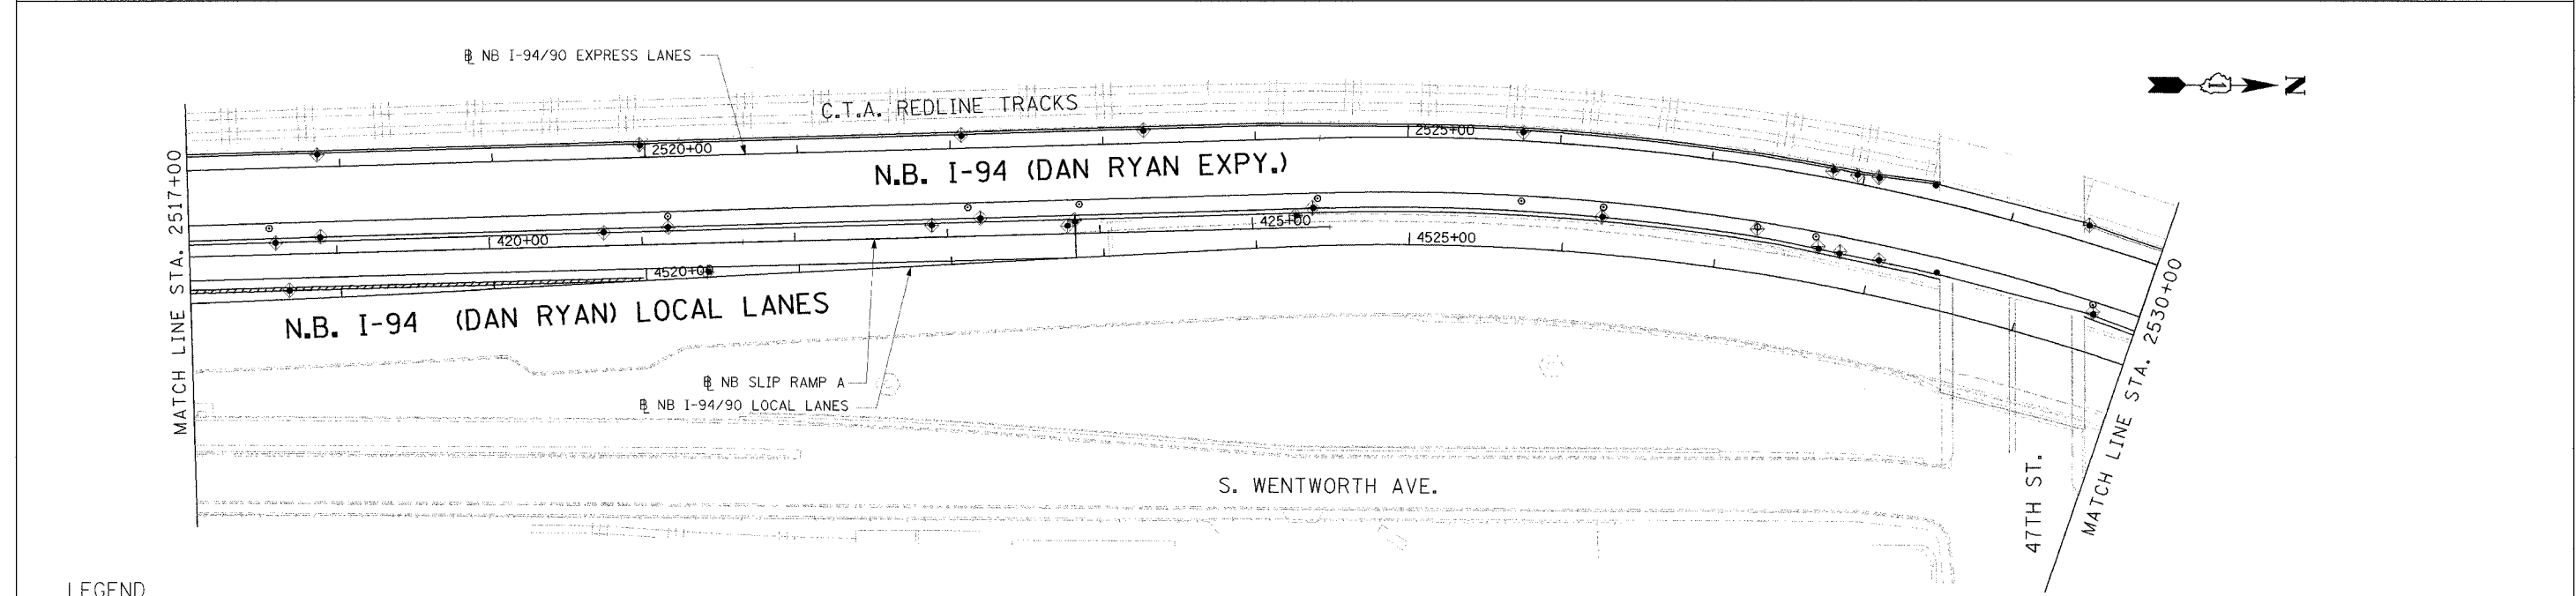 ℄ NB I-94/90 EXPRESS LANES
C.T.A. REDLINE TRACKS
N
2520+00
2525+00
N.B. I-94 (DAN RYAN EXPY.)
MATCH LINE STA. 2517+00
420+00
425+00
4525+00
4520+00
N.B. I-94 (DAN RYAN) LOCAL LANES
℄ NB SLIP RAMP A
℄ NB I-94/90 LOCAL LANES
S. WENTWORTH AVE.
47TH ST.
MATCH LINE STA. 2530+00
LEGEND